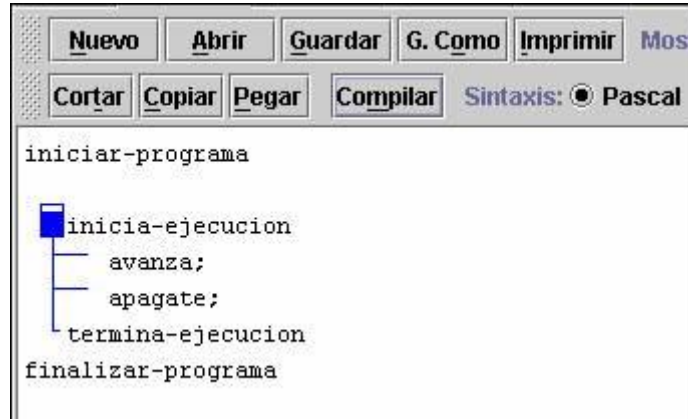 Nuevo Abrir Guardar G. Como Imprimir Mos
Cortar Copiar Pegar Compilar Sintaxis: Pascal
iniciar-programa
inicia-ejecucion
avanza;
apagate;
termina-ejecucion
finalizar-programa